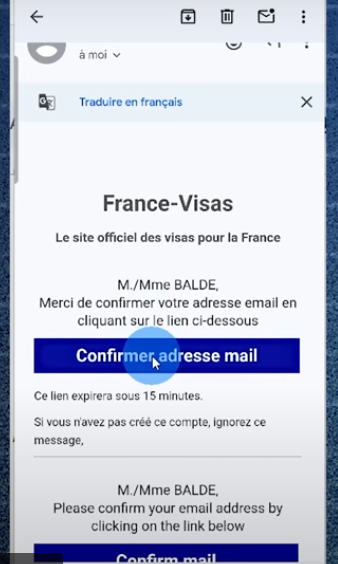 à moi
Traduire en français
France-Visas
Le site officiel des visas pour la France
M./Mme BALDE,
Merci de confirmer votre adresse email en
cliquant sur le lien ci-dessous
Confirmer adresse mail
Ce lien expirera sous 15 minutes.
Si vous n'avez pas créé ce compte, ignorez ce
message,
M./Mme BALDE,
Please confirm your email address by
clicking on the link below
Confirm mail